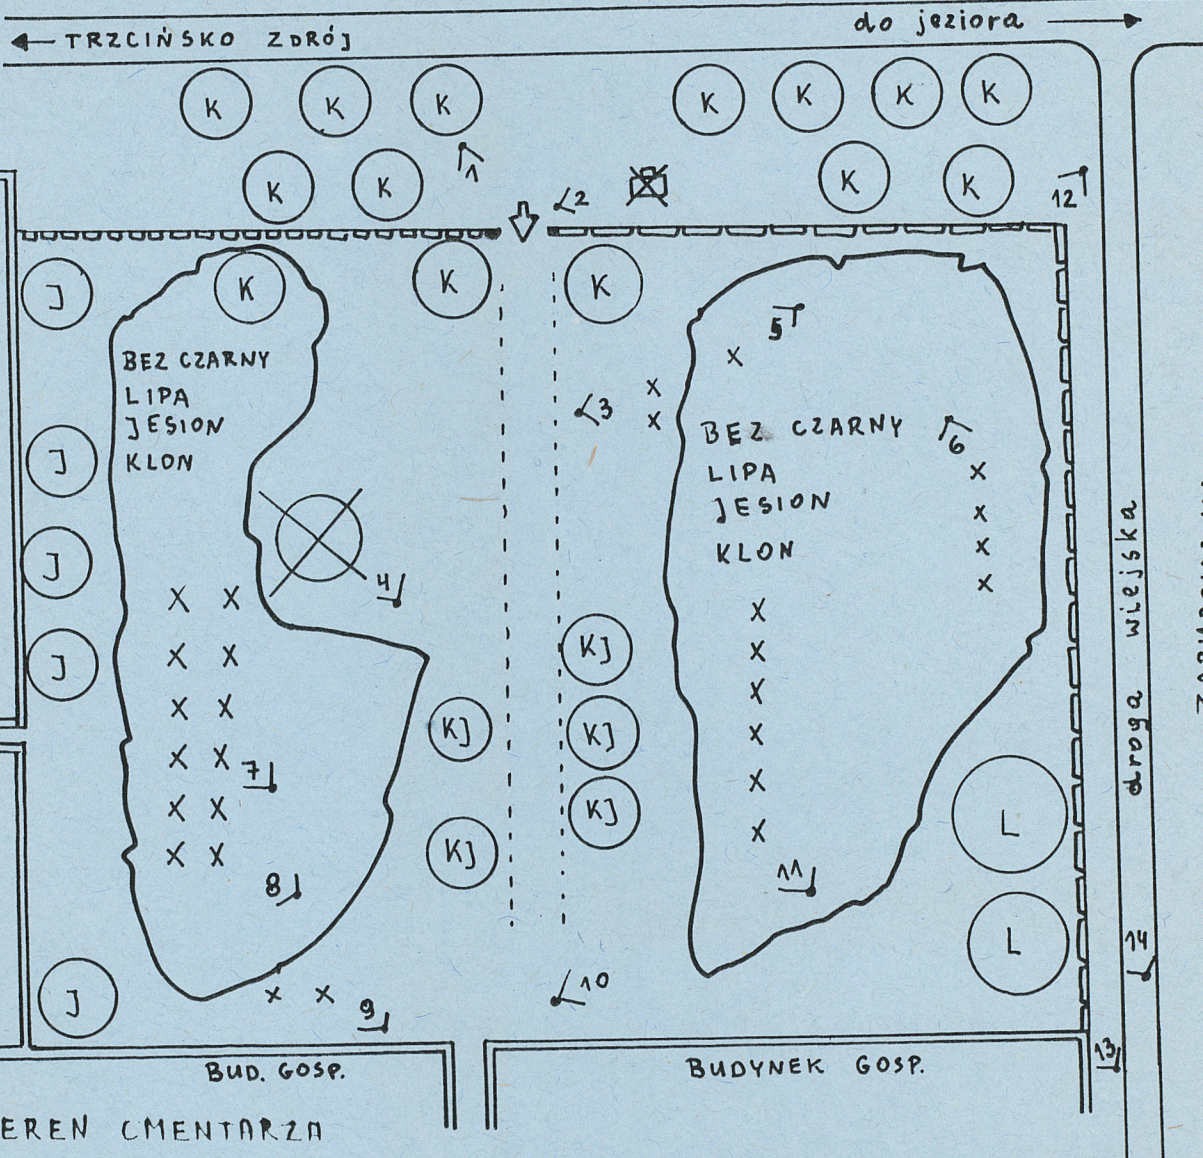 TRZCIŃSKO ZDRÓJ
do jeziora
K K K K K K K
1
K K K K
2
12
J K K K
5
BEZ CZARNY
LIPA
JESION
KLON
X
X
X
3
J
BEZ CZARNY
LIPA
JESION
KLON
6
X
X
X
X
J
4
X X
X X
X X
X X
X X
X X
J
X
X
X
X
X
X
KJ
KJ
KJ
KJ
KJ
7
8
11
L
L
droga wiejska
14
J
X X
9
10
13
BUD. GOSP.
BUDYNEK GOSP.
EREN CMENTARZA